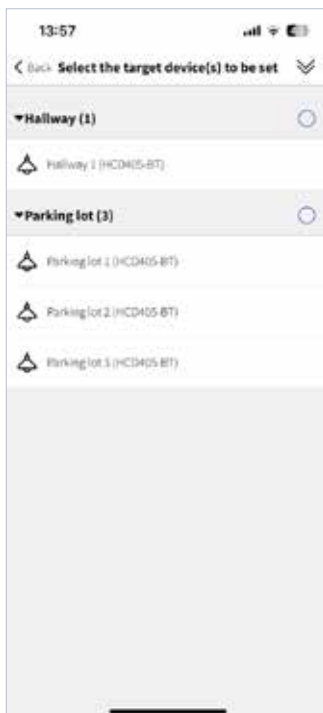 13:57
Back Select the target device(s) to be set
Hallway (1)
Hallway 1 (HCD405-BT)
Parking lot (3)
Parking lot 1 (HCD405-BT)
Parking lot 2 (HCD405-BT)
Parking lot 3 (HCD405-BT)